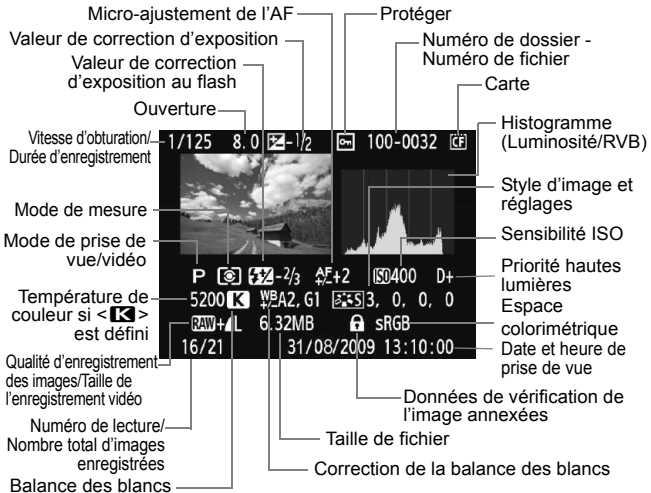 Micro-ajustement de l’AF
Protéger
Valeur de correction d’exposition
Numéro de dossier -
Numéro de fichier
Valeur de correction
d’exposition au flash
Carte
Ouverture
Histogramme
(Luminosité/RVB)
Vitesse d’obturation/
Durée d’enregistrement
1/125 8.0 -1/2 100-0032 CF
Style d’image et
réglages
Mode de mesure
Sensibilité ISO
Mode de prise de
vue/vidéo
P -2/3 AF+2 ISO400 D+
Priorité hautes
lumières
Température de
couleur si <K>
est défini
5200 K WB A2, G1 S 3, 0, 0, 0
Espace
colorimétrique
RAW+L 6.32MB sRGB
16/21 31/08/2009 13:10:00
Date et heure de
prise de vue
Qualité d’enregistrement
des images/Taille de
l’enregistrement vidéo
Données de vérification de
l’image annexées
Numéro de lecture/
Nombre total d’images
enregistrées
Taille de fichier
Correction de la balance des blancs
Balance des blancs